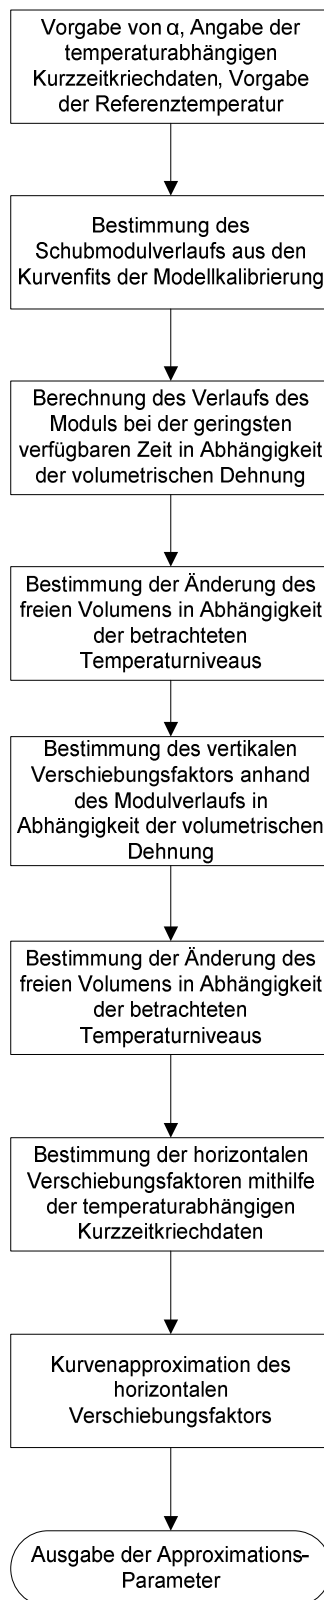 Vorgabe von α, Angabe der
temperaturabhängigen
Kurzzeitkriechdaten, Vorgabe
der Referenztemperatur
Bestimmung des
Schubmodulverlaufs aus den
Kurvenfits der Modellkalibrierung
Berechnung des Verlaufs des
Moduls bei der geringsten
verfügbaren Zeit in Abhängigkeit
der volumetrischen Dehnung
Bestimmung der Änderung des
freien Volumens in Abhängigkeit
der betrachteten
Temperaturniveaus
Bestimmung des vertikalen
Verschiebungsfaktors anhand
des Modulverlaufs in
Abhängigkeit der volumetrischen
Dehnung
Bestimmung der Änderung des
freien Volumens in Abhängigkeit
der betrachteten
Temperaturniveaus
Bestimmung der horizontalen
Verschiebungsfaktoren mithilfe
der temperaturabhängigen
Kurzzeitkriechdaten
Kurvenapproximation des
horizontalen
Verschiebungsfaktors
Ausgabe der Approximations-
Parameter